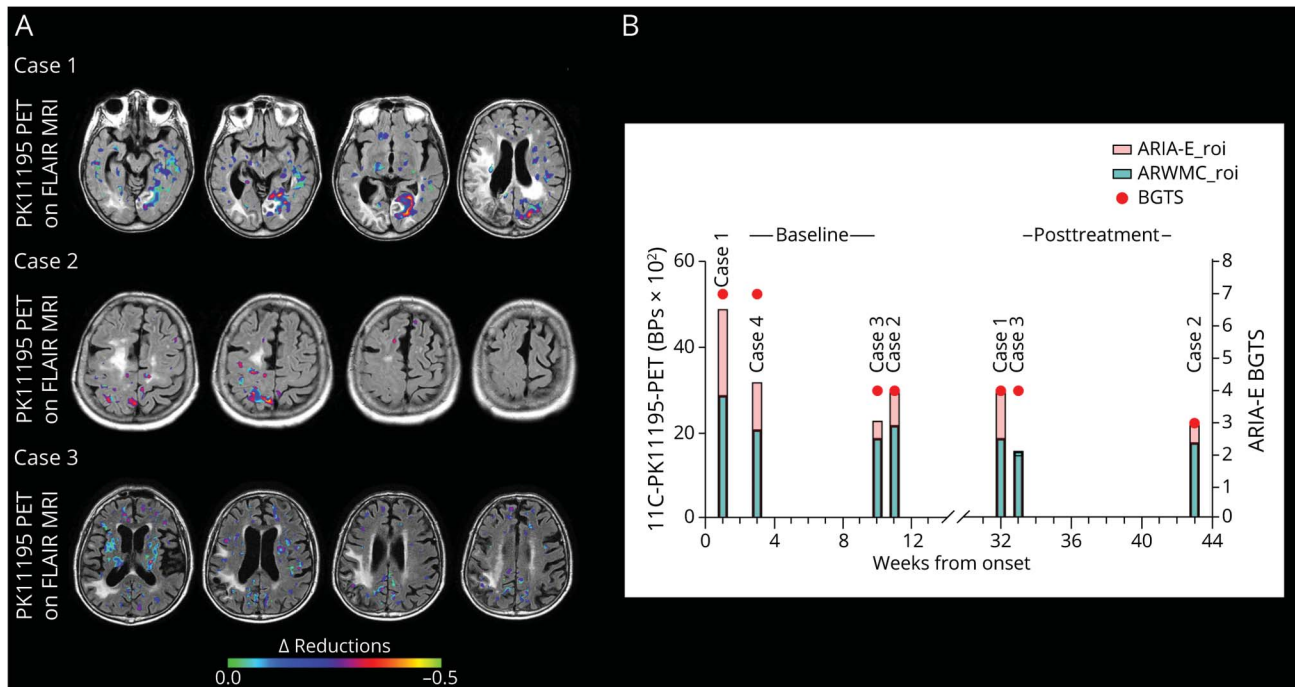 A
Case 1
PK11195 PET
on FLAIR MRI
Case 2
PK11195 PET
on FLAIR MRI
Case 3
PK11195 PET
on FLAIR MRI
Δ Reductions
0.0 −0.5
B
ARIA-E_roi
ARWMC_roi
BGTS
Baseline Posttreatment
11C-PK11195-PET (BPs × 10²)
60
40
20
0
Case 1
Case 4
Case 3
Case 2
Case 1
Case 3
Case 2
8
7
6
5
4
3
2
1
0
ARIA-E BGTS
0 4 8 12 32 36 40 44
Weeks from onset